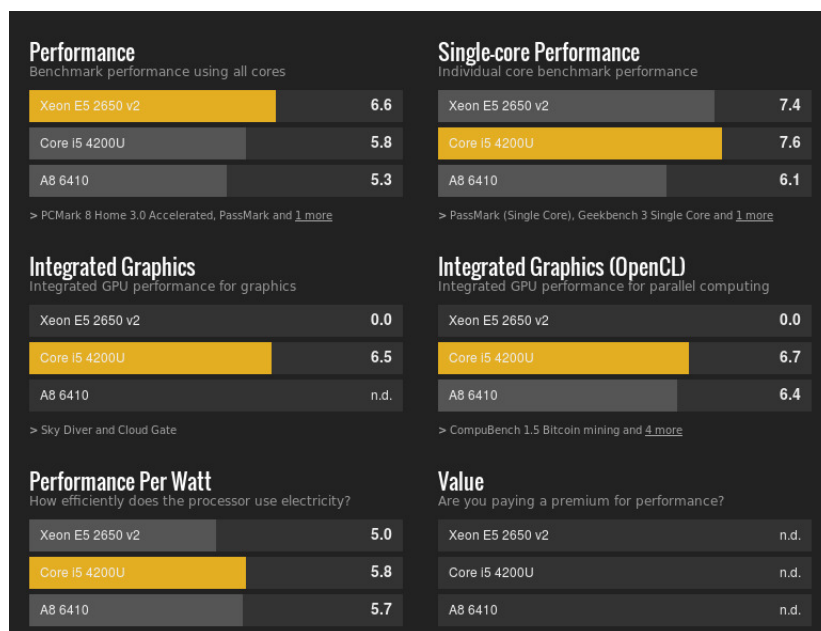 Performance
Benchmark performance using all cores
Xeon E5 2650 v2 6.6
Core i5 4200U 5.8
A8 6410 5.3
> PCMark 8 Home 3.0 Accelerated, PassMark and 1 more
Single-core Performance
Individual core benchmark performance
Xeon E5 2650 v2 7.4
Core i5 4200U 7.6
A8 6410 6.1
> PassMark (Single Core), Geekbench 3 Single Core and 1 more
Integrated Graphics
Integrated GPU performance for graphics
Xeon E5 2650 v2 0.0
Core i5 4200U 6.5
A8 6410 n.d.
> Sky Diver and Cloud Gate
Integrated Graphics (OpenCL)
Integrated GPU performance for parallel computing
Xeon E5 2650 v2 0.0
Core i5 4200U 6.7
A8 6410 6.4
> CompuBench 1.5 Bitcoin mining and 4 more
Performance Per Watt
How efficiently does the processor use electricity?
Xeon E5 2650 v2 5.0
Core i5 4200U 5.8
A8 6410 5.7
Value
Are you paying a premium for performance?
Xeon E5 2650 v2 n.d.
Core i5 4200U n.d.
A8 6410 n.d.